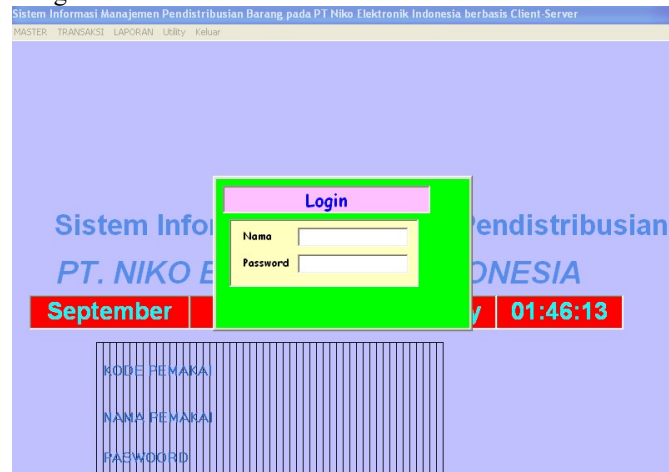 Sistem Informasi Manajemen Pendistribusian Barang pada PT Niko Elektronik Indonesia berbasis Client-Server
MASTER TRANSAKSI LAPORAN Utility Keluar
Login
Sistem Info Pendistribusian
Nama
Password
PT. NIKO E ONESIA
September y 01:46:13
KODE PEMAKAI
NAMA PEMAKAI
PASWOORD